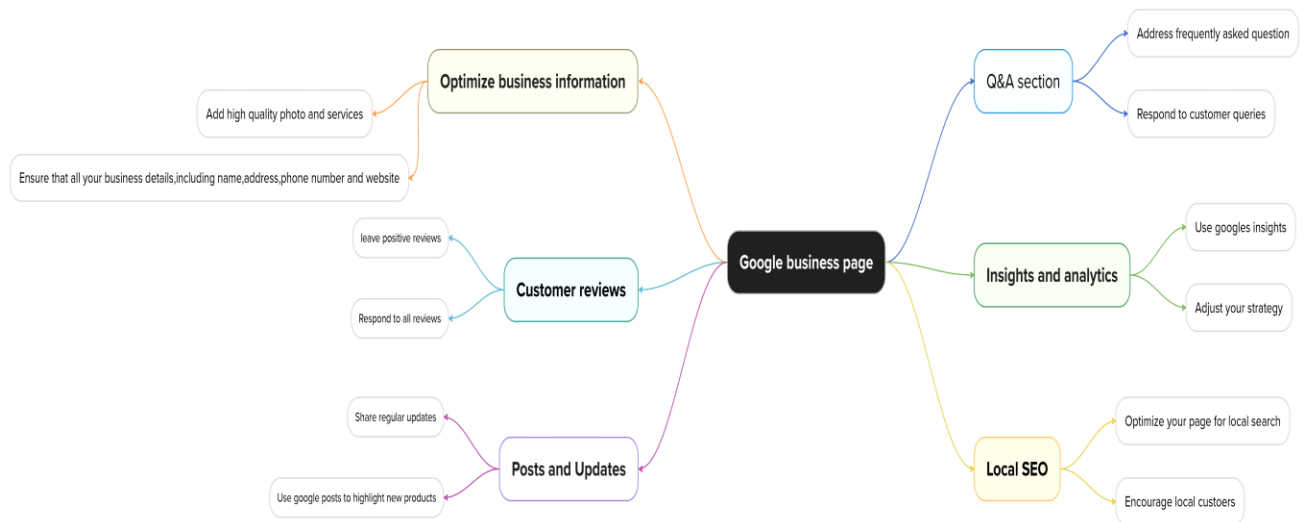 Google business page
Optimize business information
Add high quality photo and services
Ensure that all your business details,including name,address,phone number and website
Customer reviews
leave positive reviews
Respond to all reviews
Posts and Updates
Share regular updates
Use google posts to highlight new products
Q&A section
Address frequently asked question
Respond to customer queries
Insights and analytics
Use googles insights
Adjust your strategy
Local SEO
Optimize your page for local search
Encourage local custoers